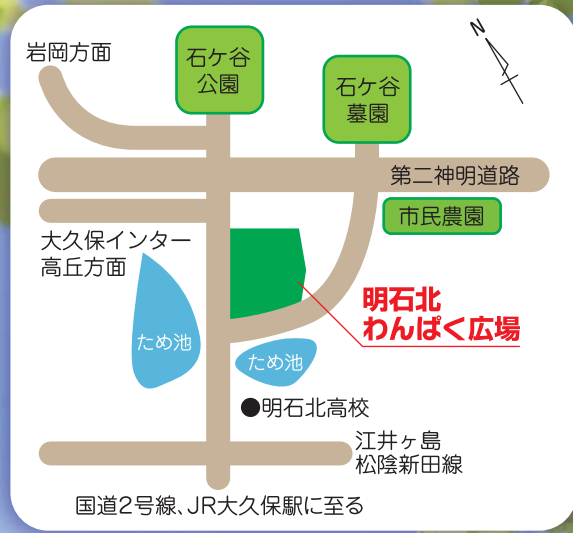 N
岩岡方面
石ケ谷
公園
石ケ谷
墓園
第二神明道路
市民農園
大久保インター
高丘方面
明石北
わんぱく広場
ため池
ため池
●明石北高校
江井ヶ島
松陰新田線
国道2号線、JR大久保駅に至る